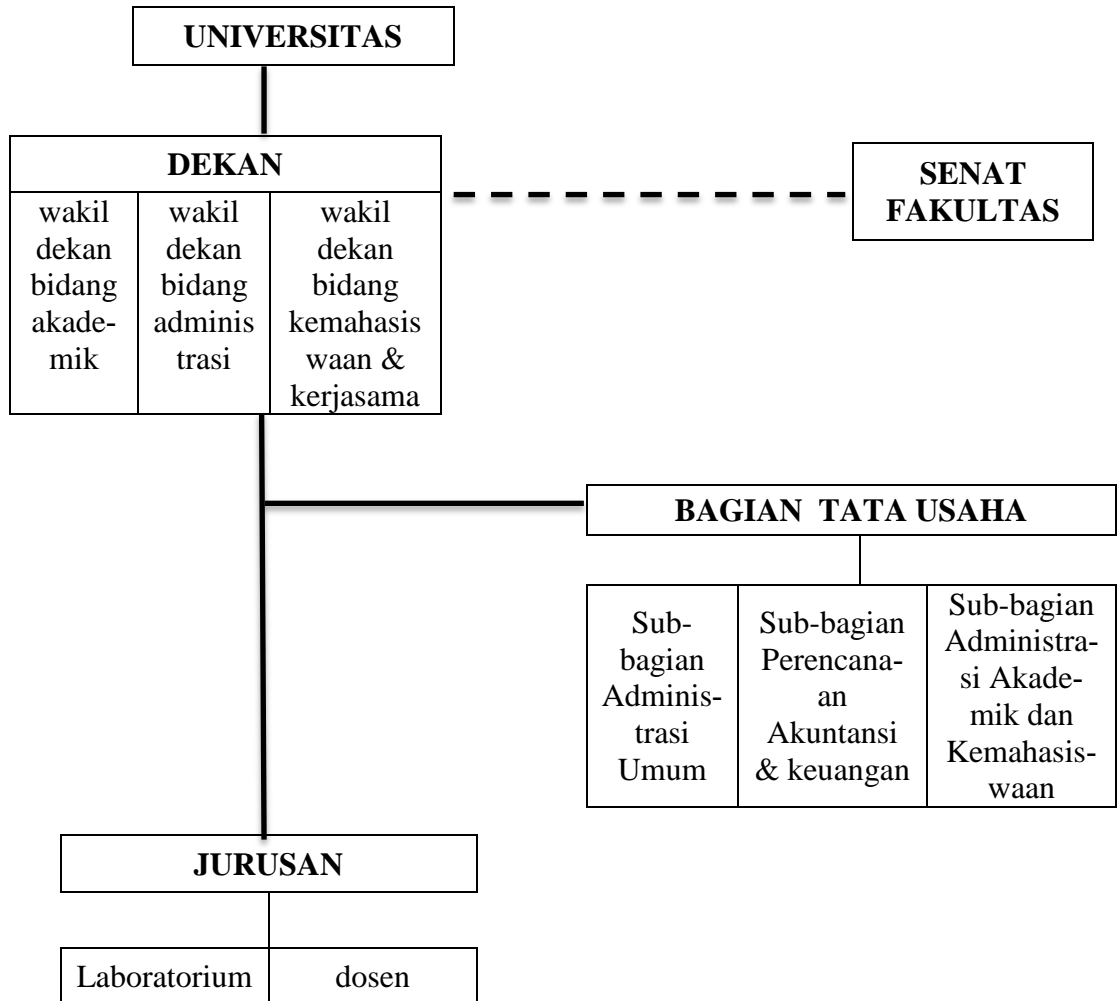 UNIVERSITAS
DEKAN
wakil
dekan
bidang
akade-
mik
wakil
dekan
bidang
adminis
trasi
wakil
dekan
bidang
kemahasis
waan &
kerjasama
SENAT
FAKULTAS
BAGIAN TATA USAHA
Sub-
bagian
Adminis-
trasi
Umum
Sub-bagian
Perencana-
an
Akuntansi
& keuangan
Sub-bagian
Administra-
si Akade-
mik dan
Kemahasis-
waan
JURUSAN
Laboratorium
dosen